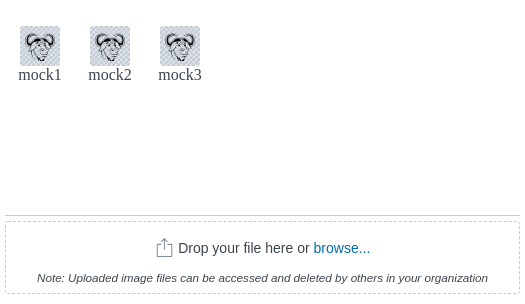 mock1 mock2 mock3
Drop your file here or browse...
Note: Uploaded image files can be accessed and deleted by others in your organization